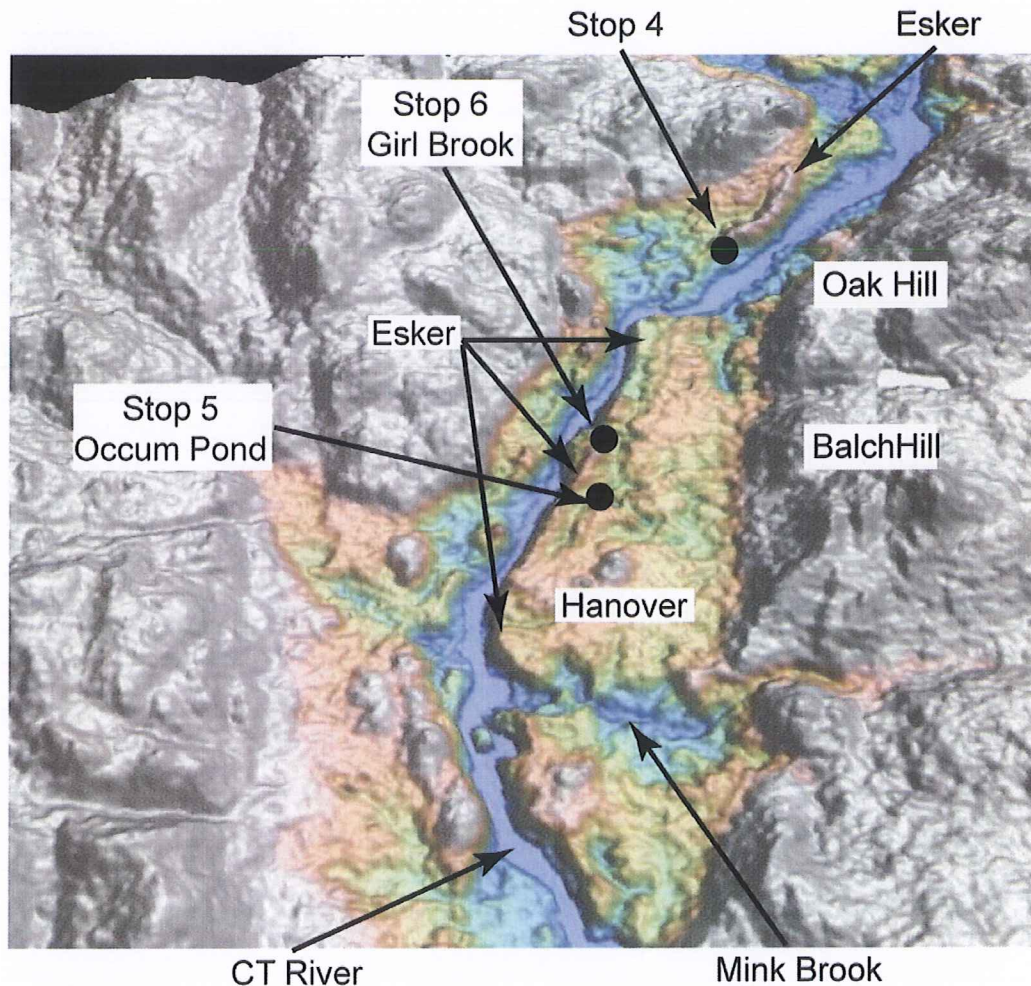 Stop 4
Esker
Stop 6
Girl Brook
Oak Hill
Esker
Stop 5
Occum Pond
BalchHill
Hanover
CT River
Mink Brook